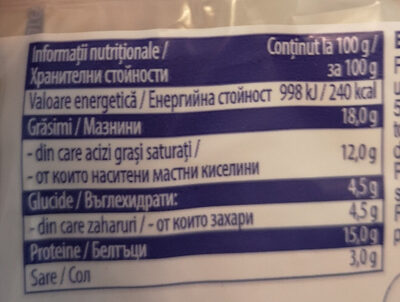 Informații nutriționale / Conținut la 100 g /
Хранителни стойности за 100 g
Valoare energetică / Енергийна стойност 998 kJ / 240 kcal
Grăsimi / Мазнини 18,0 g
- din care acizi grași saturați /
- от които наситени мастни киселини 12,0 g
Glucide / Въглехидрати: 4,5 g
- din care zaharuri / - от които захари 4,5 g
Proteine / Белтъци 15,0 g
Sare / Сол 3,0 g